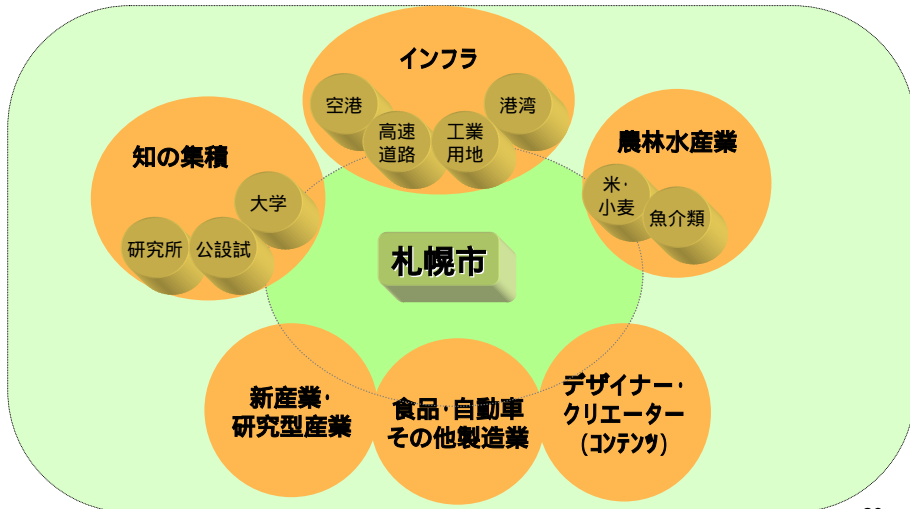 インフラ
空港
高速
道路
工業
用地
港湾
知の集積
大学
研究所
公設試
農林水産業
米・
小麦
魚介類
札幌市
新産業・
研究型産業
食品・自動車
その他製造業
デザイナー・
クリエーター
(コンテンツ)